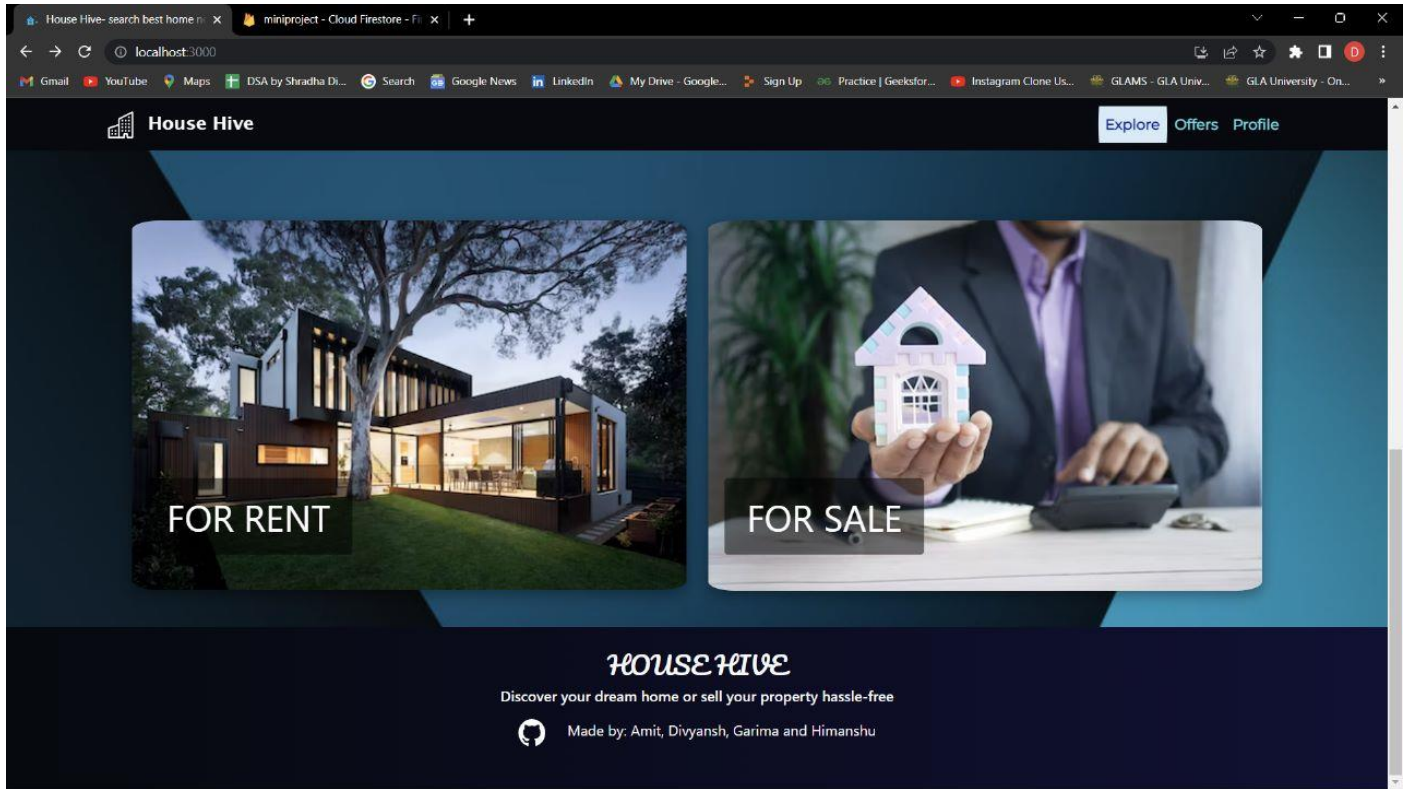 House Hive- search best home n
miniproject - Cloud Firestore - Fi
localhost:3000
D
Gmail
YouTube
Maps
DSA by Shradha Di...
Search
Google News
LinkedIn
My Drive - Google...
Sign Up
Practice | Geeksfor...
Instagram Clone Us...
GLAMS - GLA Univ...
GLA University - On...
House Hive
Explore
Offers
Profile
FOR RENT
FOR SALE
HOUSE HIVE
Discover your dream home or sell your property hassle-free
Made by: Amit, Divyansh, Garima and Himanshu